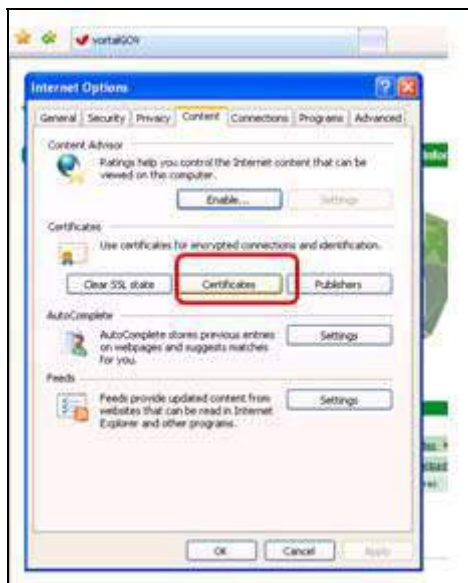 vortalGOV
Internet Options
General Security Privacy Content Connections Programs Advanced
Content Advisor
Ratings help you control the Internet content that can be
viewed on this computer.
Enable... Settings
Certificates
Use certificates for encrypted connections and identification.
Clear SSL state Certificates Publishers
AutoComplete
AutoComplete stores previous entries
on webpages and suggests matches
for you.
Settings
Feeds
Feeds provide updated content from
websites that can be read in Internet
Explorer and other programs.
Settings
OK Cancel Apply